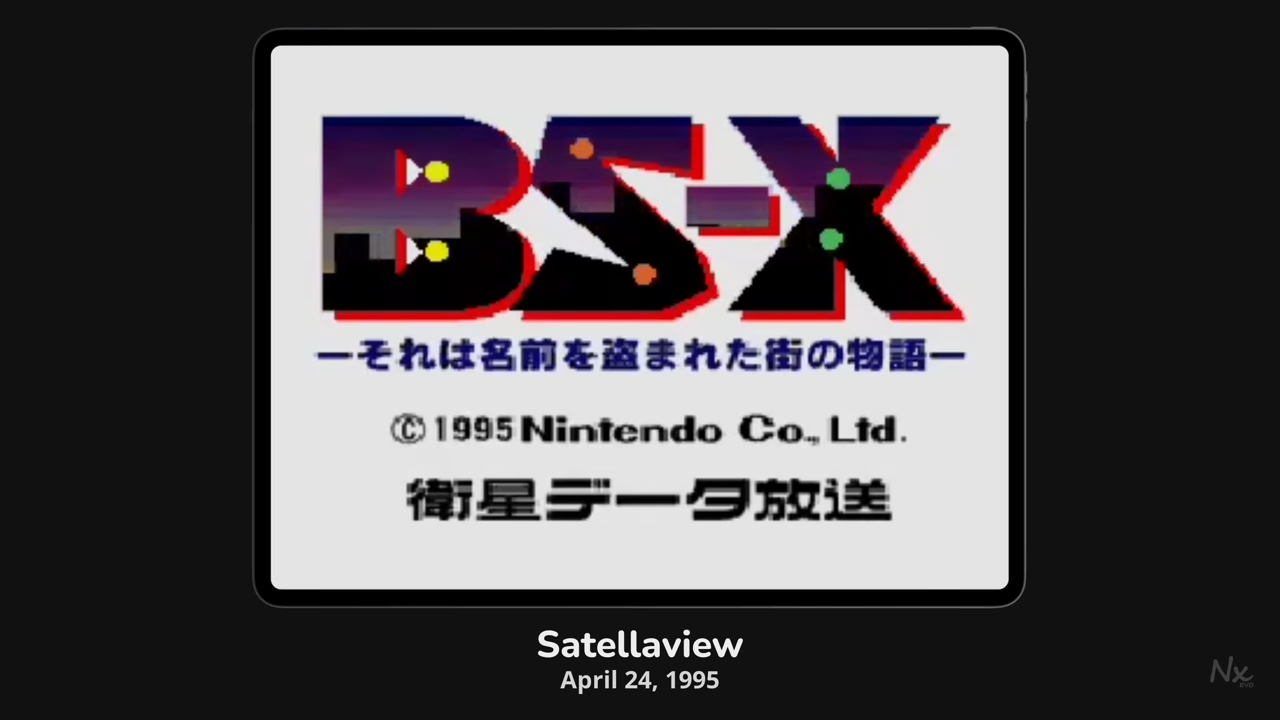 BS-X
ーそれは名前を盗まれた街の物語ー
©1995 Nintendo Co., Ltd.
衛星データ放送
Satellaview
April 24, 1995
Nx
EVO